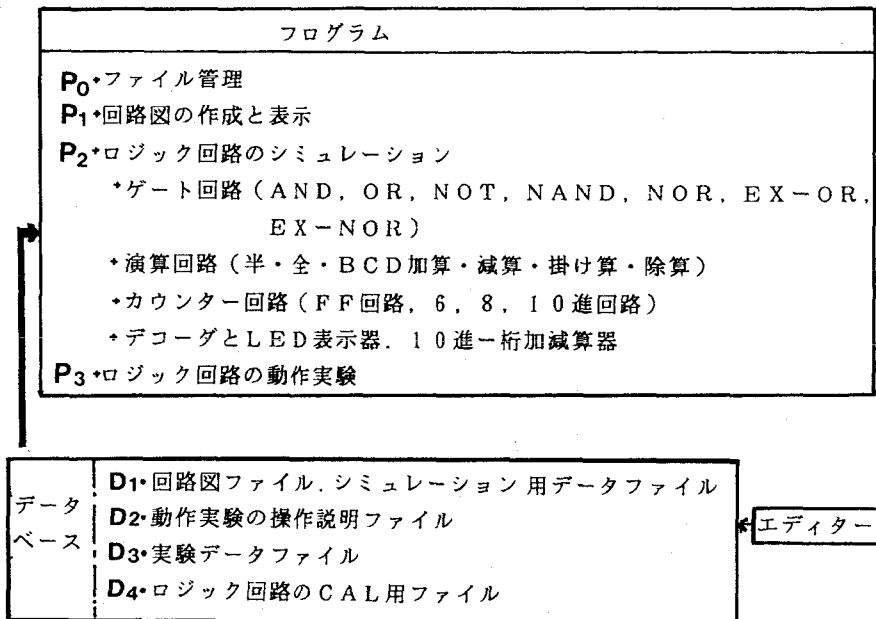 フログラム
P0・ファイル管理
P1・回路図の作成と表示
P2・ロジック回路のシミュレーション
・ゲート回路（AND，OR，NOT，NAND，NOR，EX－OR，
EX－NOR）
・演算回路（半・全・BCD加算・減算・掛け算・除算）
・カウンター回路（FF回路，6，8，10進回路）
・デコーダとLED表示器．10進一桁加減算器
P3・ロジック回路の動作実験
データ
ベース
D1・回路図ファイル．シミュレーション用データファイル
D2・動作実験の操作説明ファイル
D3・実験データファイル
D4・ロジック回路のCAL用ファイル
エディター